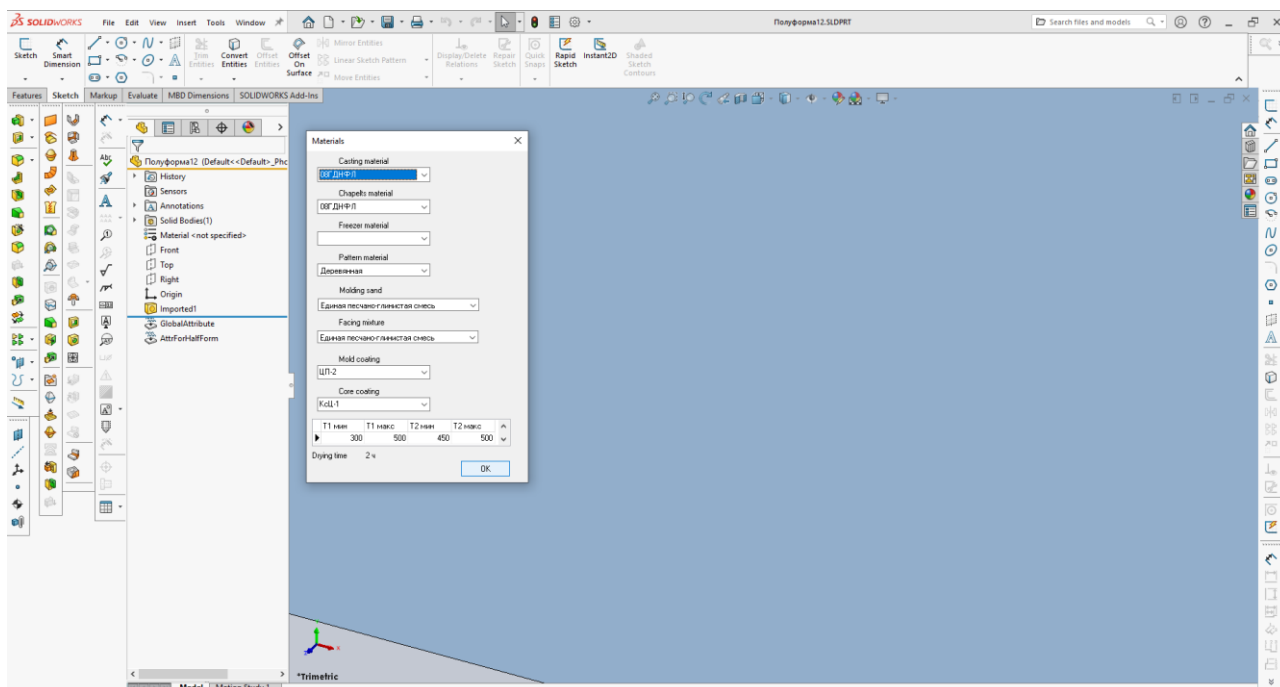 SOLIDWORKS File Edit View Insert Tools Window Полуформа12.SLDPRT Search files and models
Sketch Smart Dimension Trim Entities Convert Entities Offset Entities Offset On Surface Mirror Entities Linear Sketch Pattern Move Entities Display/Delete Relations Repair Sketch Quick Snaps Rapid Sketch Instant2D Shaded Sketch Contours
Features Sketch Markup Evaluate MBD Dimensions SOLIDWORKS Add-Ins
Полуформа12 (Default<<Default>_Phc
History
Sensors
Annotations
Solid Bodies(1)
Material <not specified>
Front
Top
Right
Origin
Imported1
GlobalAttribute
AttrForHalfForm
Materials
Casting material
08ГДНФЛ
Chapelts material
08ГДНФЛ
Freezer material
Pattern material
Деревянная
Molding sand
Единая песчано-глинистая смесь
Facing mixture
Единая песчано-глинистая смесь
Mold coating
ЦП-2
Core coating
КсЦ-1
T1 мин T1 макс T2 мин T2 макс
300 500 450 500
Drying time 2 ч
OK
*Trimetric
Model Motion Study 1